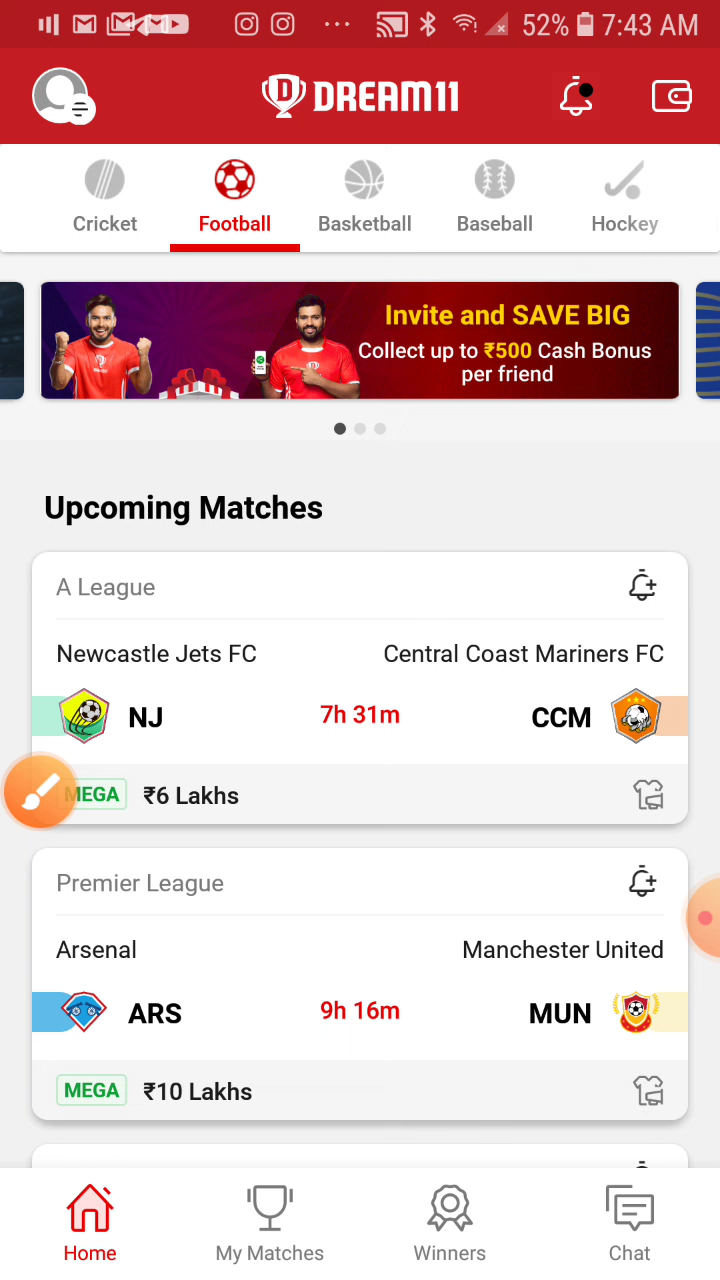 52% 7:43 AM
DREAM11
Cricket
Football
Basketball
Baseball
Hockey
Invite and SAVE BIG
Collect up to ₹500 Cash Bonus
per friend
Upcoming Matches
A League
Newcastle Jets FC Central Coast Mariners FC
NJ 7h 31m CCM
MEGA ₹6 Lakhs
Premier League
Arsenal Manchester United
ARS 9h 16m MUN
MEGA ₹10 Lakhs
Home
My Matches
Winners
Chat